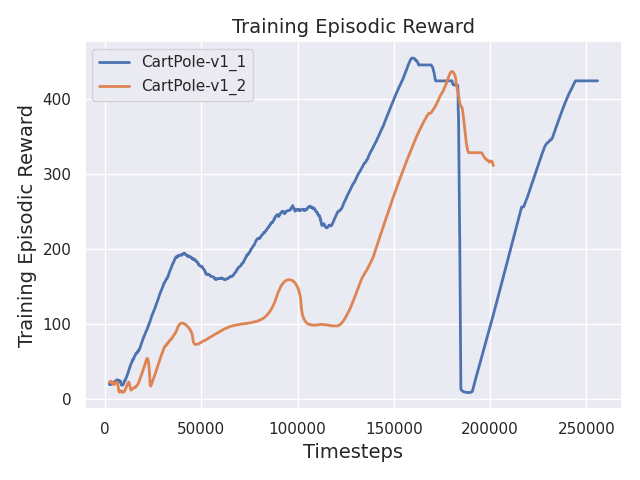 Training Episodic Reward
CartPole-v1_1
CartPole-v1_2
Training Episodic Reward
400
300
200
100
0
0 50000 100000 150000 200000 250000
Timesteps